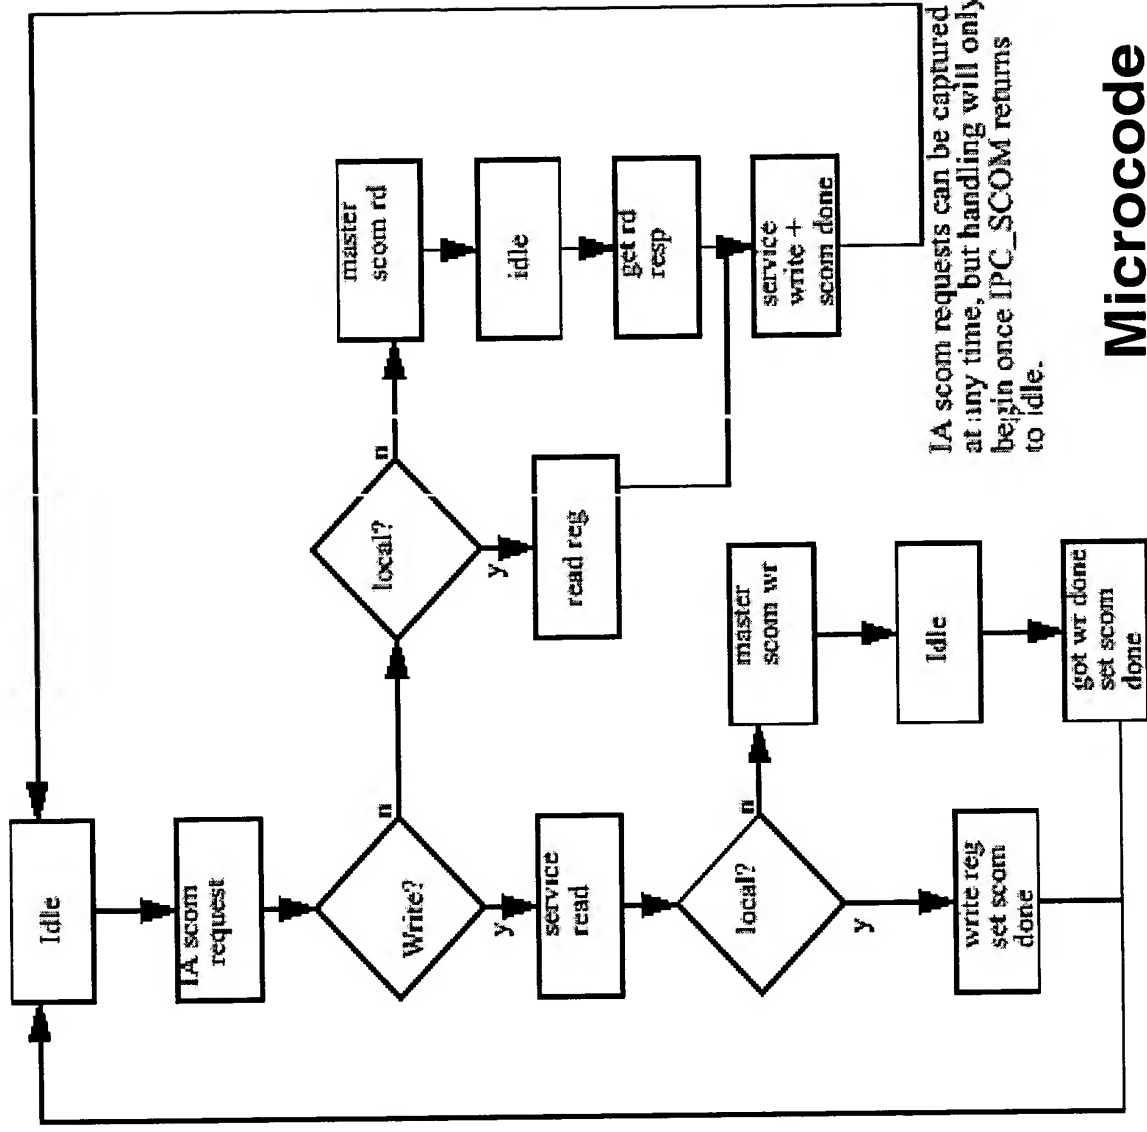 Idle
IA scom
request
Write?
n
y
service
read
local?
n
y
write reg
set scom
done
master
scom wr
Idle
got wr done
set scom
done
local?
n
y
read reg
master
scom rd
idle
get rd
resp
service
write +
scom done
IA scom requests can be captured
at any time, but handling will only
begin once IPC_SCOM returns
to idle.
Microcode